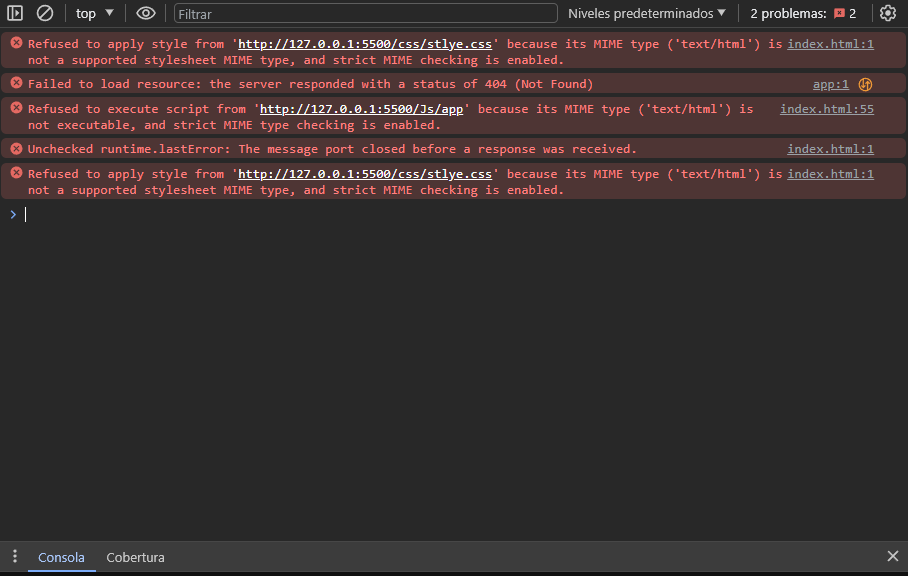 top
Filtrar
Niveles predeterminados
2 problemas: 2
Refused to apply style from 'http://127.0.0.1:5500/css/stlye.css' because its MIME type ('text/html') is index.html:1
not a supported stylesheet MIME type, and strict MIME checking is enabled.
Failed to load resource: the server responded with a status of 404 (Not Found) app:1
Refused to execute script from 'http://127.0.0.1:5500/Js/app' because its MIME type ('text/html') is index.html:55
not executable, and strict MIME type checking is enabled.
Unchecked runtime.lastError: The message port closed before a response was received. index.html:1
Refused to apply style from 'http://127.0.0.1:5500/css/stlye.css' because its MIME type ('text/html') is index.html:1
not a supported stylesheet MIME type, and strict MIME checking is enabled.
Consola
Cobertura